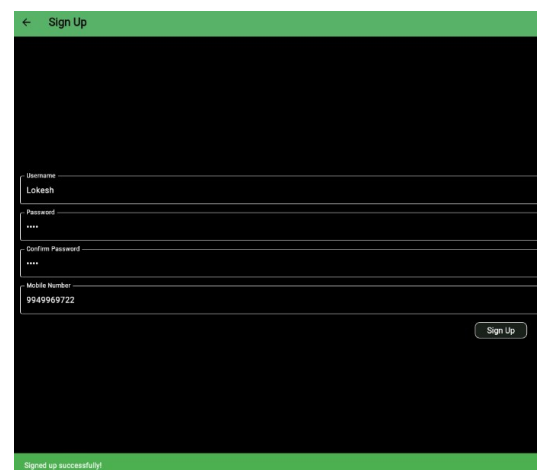 ← Sign Up
Username
Lokesh
Password
••••
Confirm Password
••••
Mobile Number
9949969722
Sign Up
Signed up successfully!